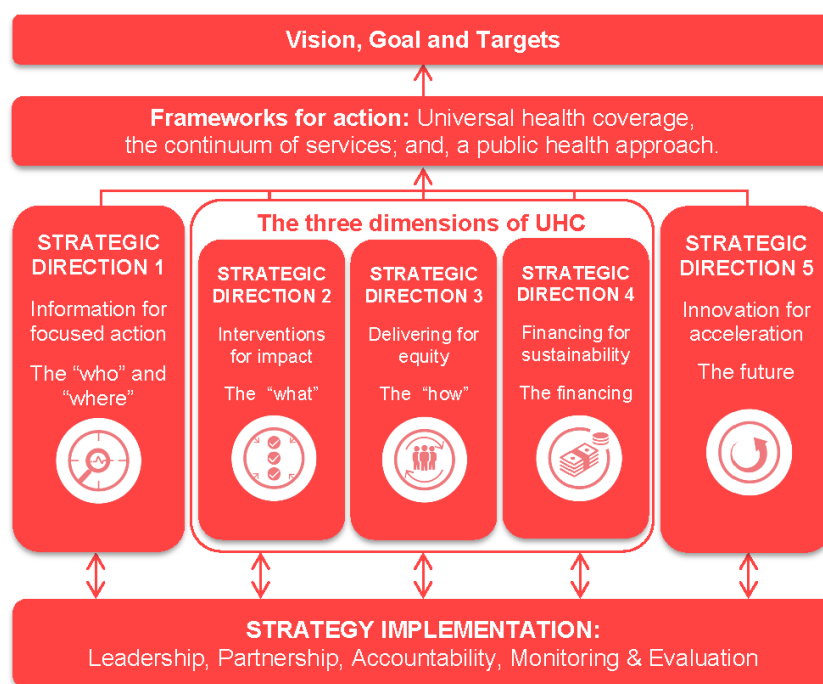 Vision, Goal and Targets
Frameworks for action: Universal health coverage,
the continuum of services; and, a public health approach.
The three dimensions of UHC
STRATEGIC
DIRECTION 1
Information for
focused action
The “who” and
“where”
STRATEGIC
DIRECTION 2
Interventions
for impact
The “what”
STRATEGIC
DIRECTION 3
Delivering for
equity
The “how”
STRATEGIC
DIRECTION 4
Financing for
sustainability
The financing
STRATEGIC
DIRECTION 5
Innovation for
acceleration
The future
STRATEGY IMPLEMENTATION:
Leadership, Partnership, Accountability, Monitoring & Evaluation